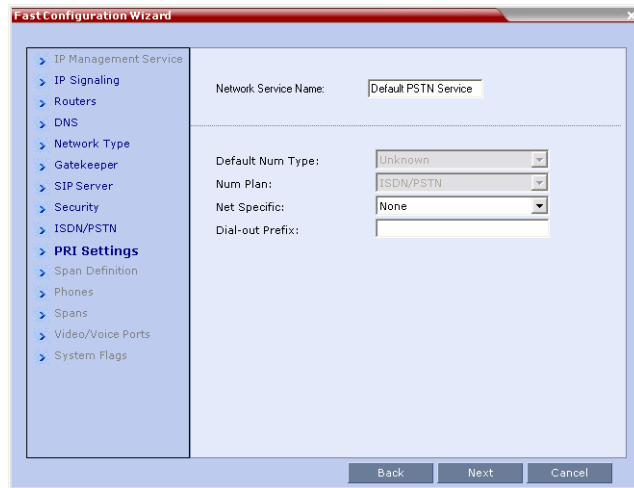 Fast Configuration Wizard
IP Management Service
IP Signaling
Routers
DNS
Network Type
Gatekeeper
SIP Server
Security
ISDN/PSTN
PRI Settings
Span Definition
Phones
Spans
Video/Voice Ports
System Flags
Network Service Name: Default PSTN Service
Default Num Type: Unknown
Num Plan: ISDN/PSTN
Net Specific: None
Dial-out Prefix:
Back Next Cancel